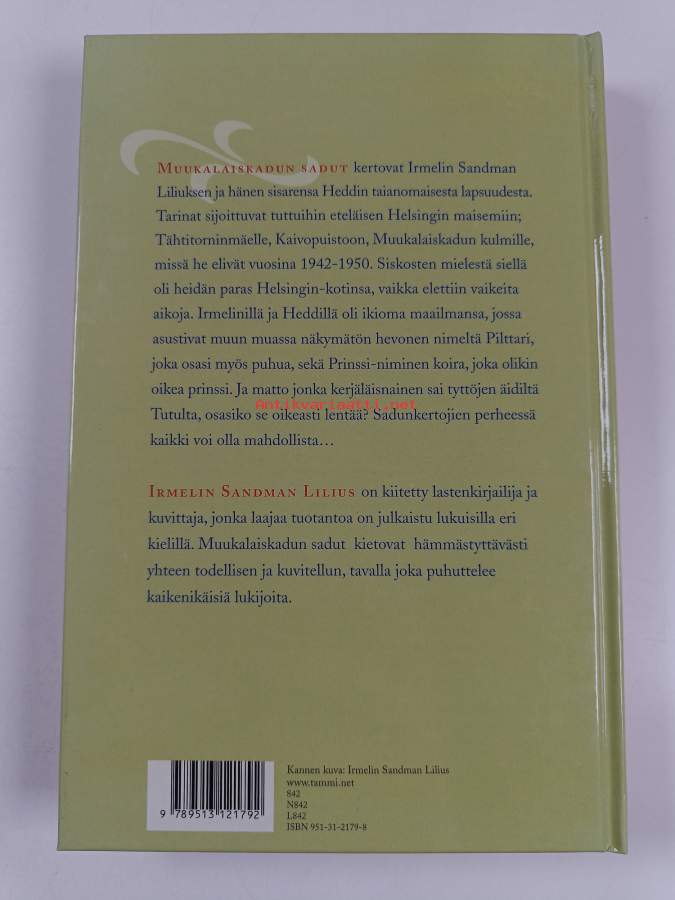 Muukalaiskadun sadut kertovat Irmelin Sandman
Liliuksen ja hänen sisarensa Heddin taianomaisesta lapsuudesta.
Tarinat sijoittuvat tuttuihin eteläisen Helsingin maisemiin;
Tähtitorninmäelle, Kaivopuistoon, Muukalaiskadun kulmille,
missä he elivät vuosina 1942-1950. Siskosten mielestä siellä
oli heidän paras Helsingin-kotinsa, vaikka elettiin vaikeita
aikoja. Irmelinillä ja Heddillä oli ikioma maailmansa, jossa
asustivat muun muassa näkymätön hevonen nimeltä Pilttari,
joka osasi myös puhua, sekä Prinssi-niminen koira, joka olikin
oikea prinssi. Ja matto jonka kerjäläisnainen sai tyttöjen äidiltä
Antikvariaatti.net
Tutulta, osasiko se oikeasti lentää? Sadunkertojien perheessä
kaikki voi olla mahdollista...
Irmelin Sandman Lilius on kiitetty lastenkirjailija ja
kuvittaja, jonka laajaa tuotantoa on julkaistu lukuisilla eri
kielillä. Muukalaiskadun sadut kietovat hämmästyttävästi
yhteen todellisen ja kuvitellun, tavalla joka puhuttelee
kaikenikäisiä lukijoita.
Kannen kuva: Irmelin Sandman Lilius
www.tammi.net
842
N842
L842
ISBN 951-31-2179-8
9 789513 121792